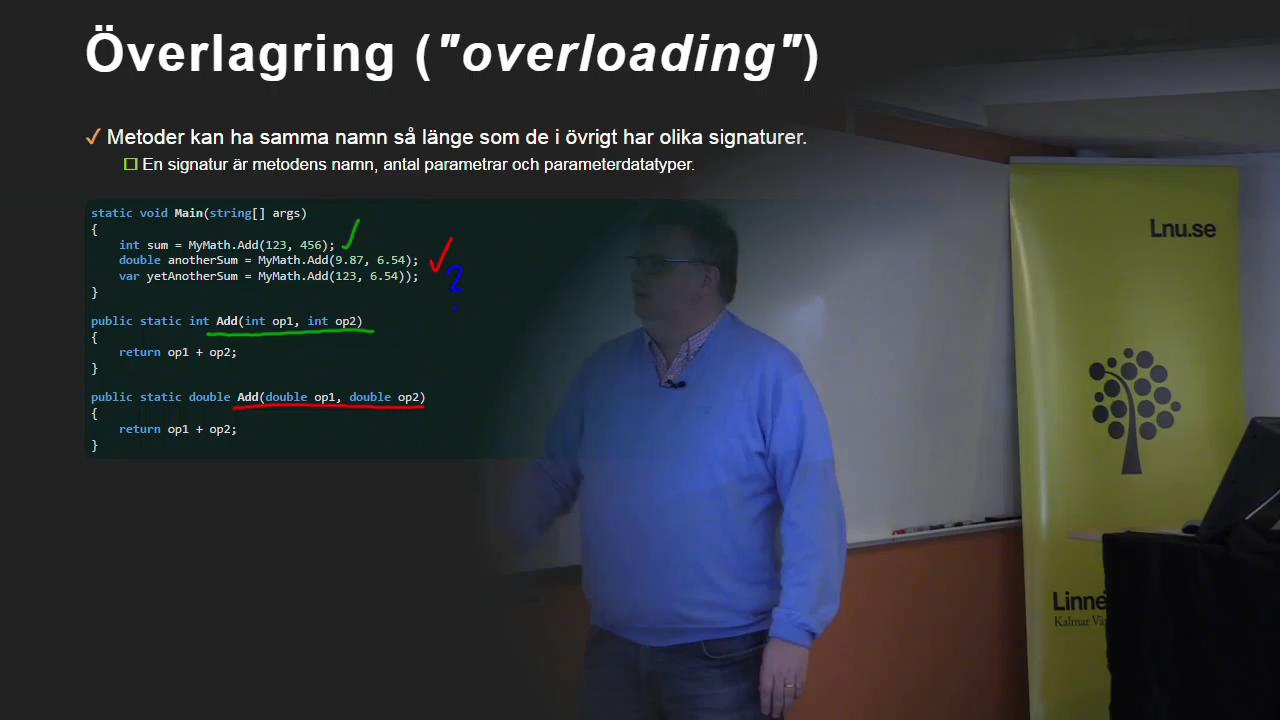 Överlagring ("overloading")
✓ Metoder kan ha samma namn så länge som de i övrigt har olika signaturer.
☐ En signatur är metodens namn, antal parametrar och parameterdatatyper.
static void Main(string[] args)
{
    int sum = MyMath.Add(123, 456);
    double anotherSum = MyMath.Add(9.87, 6.54);
    var yetAnotherSum = MyMath.Add(123, 6.54));
}
?
public static int Add(int op1, int op2)
{
    return op1 + op2;
}
public static double Add(double op1, double op2)
{
    return op1 + op2;
}
Lnu.se
Linne
Kalmar Vä